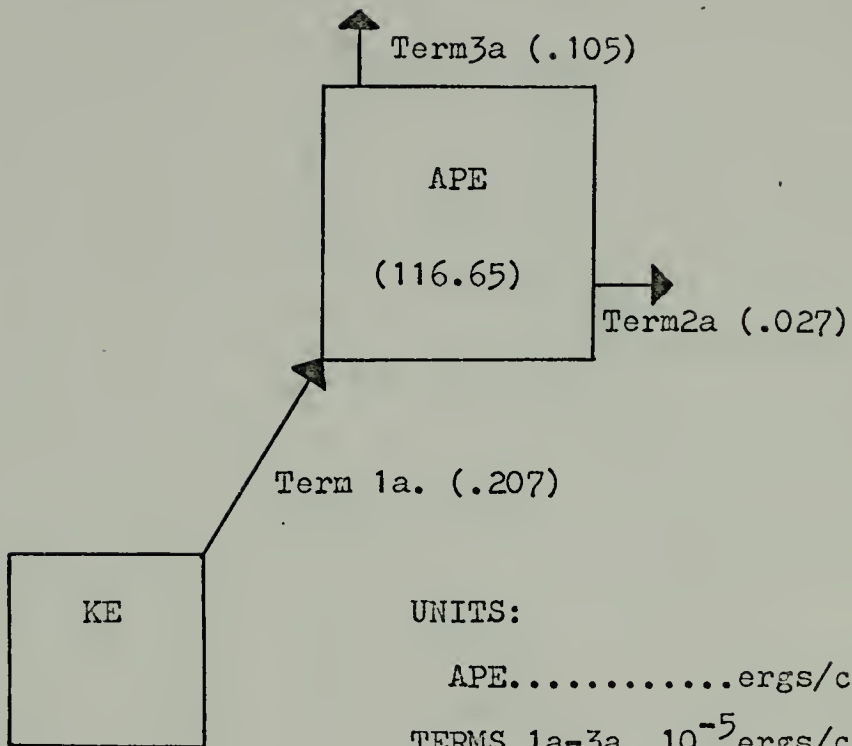 Term3a (.105)
APE
(116.65)
Term2a (.027)
Term 1a. (.207)
KE
UNITS:
APE.............ergs/c
TERMS 1a-3a 10⁻⁵ergs/c